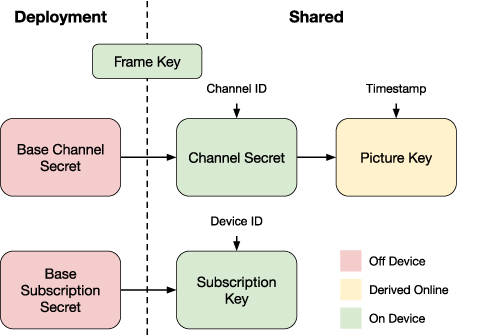 Deployment
Shared
Frame Key
Channel ID
Timestamp
Base Channel
Secret
Channel Secret
Picture Key
Device ID
Base
Subscription
Secret
Subscription
Key
Off Device
Derived Online
On Device